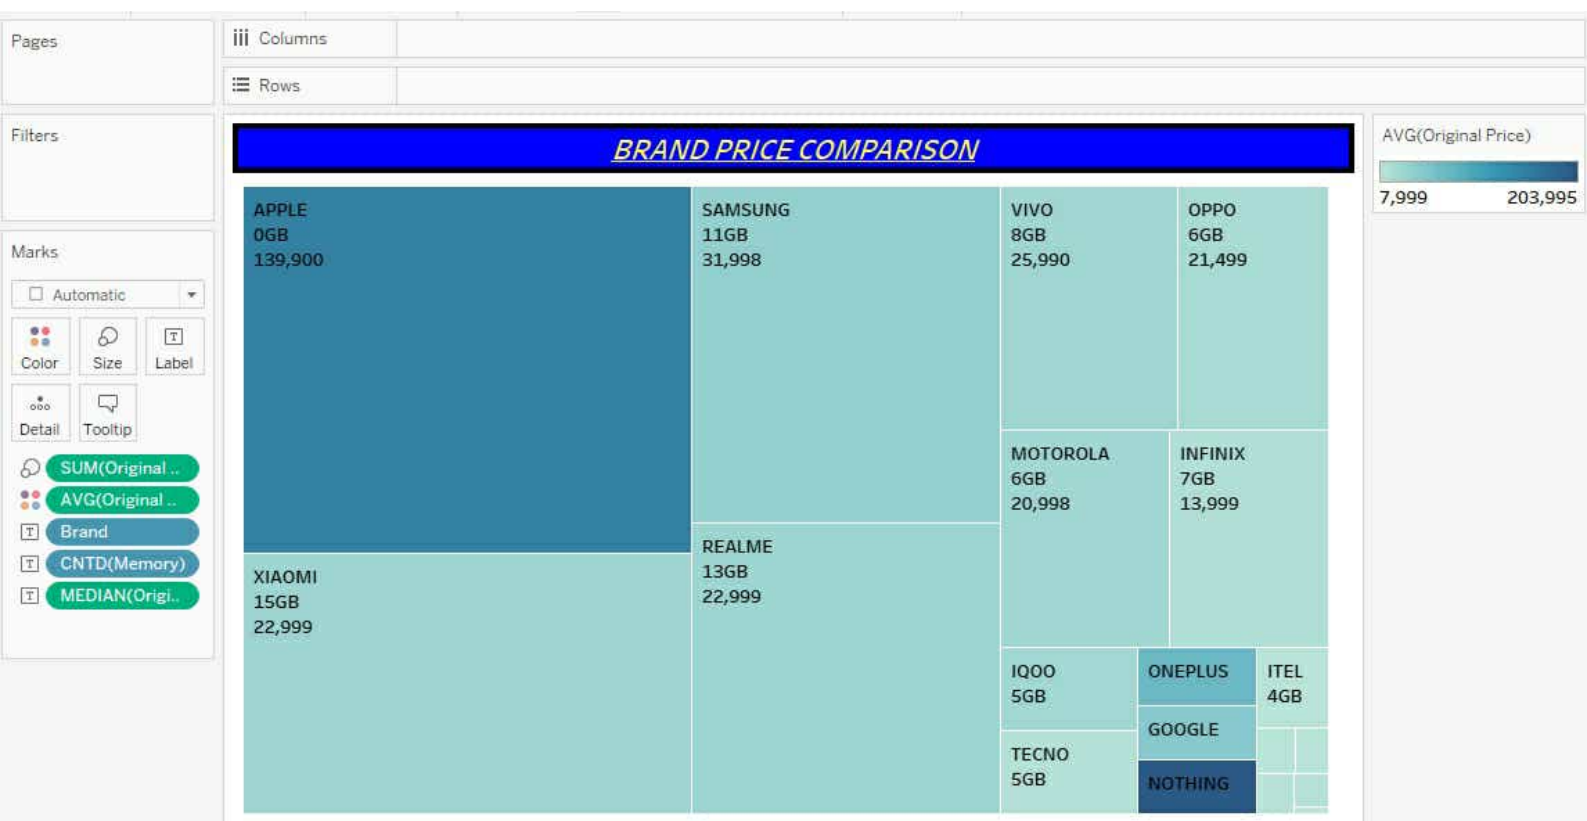 Pages
Columns
Rows
Filters
BRAND PRICE COMPARISON
AVG(Original Price)
7,999 203,995
Marks
Automatic
Color Size Label
Detail Tooltip
SUM(Original ..
AVG(Original ..
Brand
CNTD(Memory)
MEDIAN(Origi..
APPLE
0GB
139,900
SAMSUNG
11GB
31,998
VIVO
8GB
25,990
OPPO
6GB
21,499
MOTOROLA
6GB
20,998
INFINIX
7GB
13,999
XIAOMI
15GB
22,999
REALME
13GB
22,999
IQOO
5GB
ONEPLUS
ITEL
4GB
GOOGLE
TECNO
5GB
NOTHING